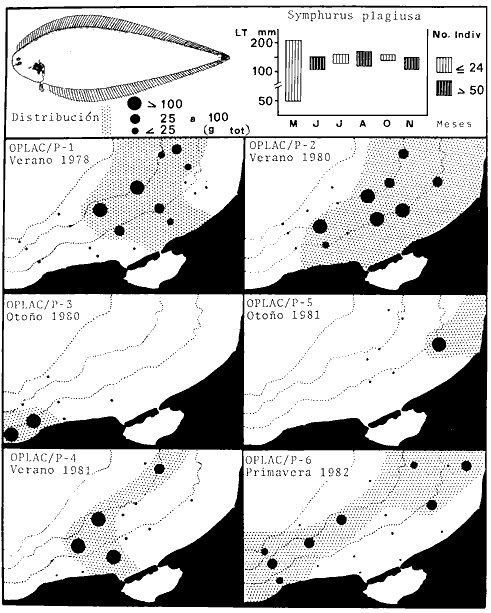 Symphurus plagiusa
LT mm
200
100
50
M J J A O N
Meses
No. Indiv
≤ 24
≥ 50
Distribución
≥ 100
25 a 100
≤ 25 (g tot)
OPLAC/P-1
Verano 1978
OPLAC/P-2
Verano 1980
OPLAC/P-3
Otoño 1980
OPLAC/P-5
Otoño 1981
OPLAC/P-4
Verano 1981
OPLAC/P-6
Primavera 1982